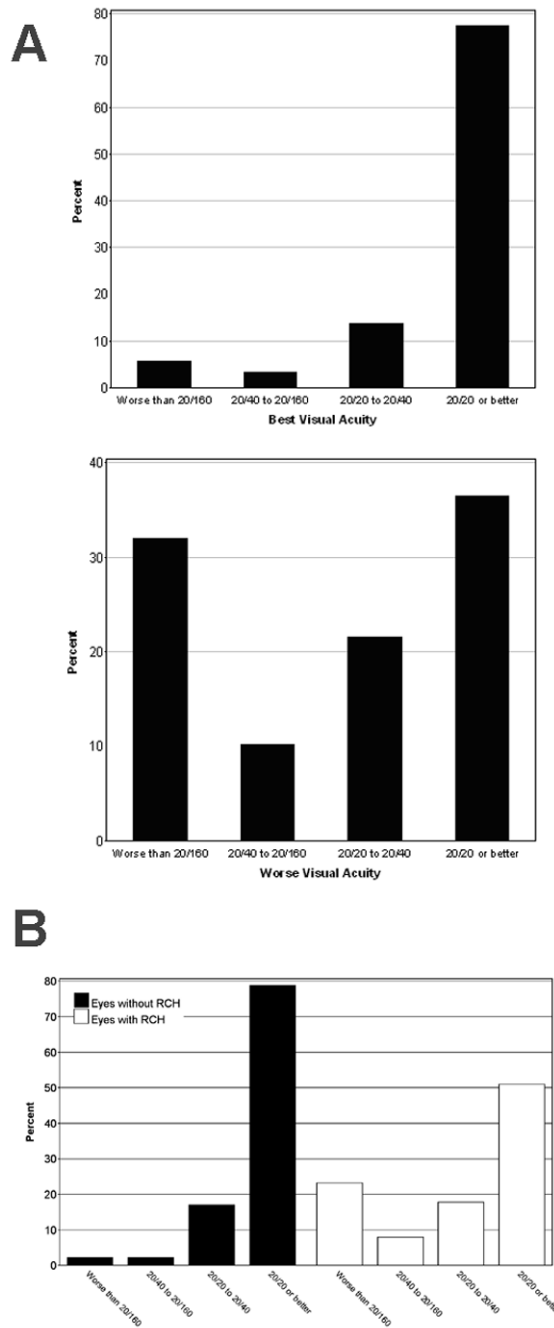 A
80
70
60
50
40
30
20
10
0
Percent
Worse than 20/160 20/40 to 20/160 20/20 to 20/40 20/20 or better
Best Visual Acuity
40
30
20
10
0
Percent
Worse than 20/160 20/40 to 20/160 20/20 to 20/40 20/20 or better
Worse Visual Acuity
B
80
70
60
50
40
30
20
10
0
Percent
Eyes without RCH
Eyes with RCH
Worse than 20/160
20/40 to 20/160
20/20 to 20/40
20/20 or better
Worse than 20/160
20/40 to 20/160
20/20 to 20/40
20/20 or bette